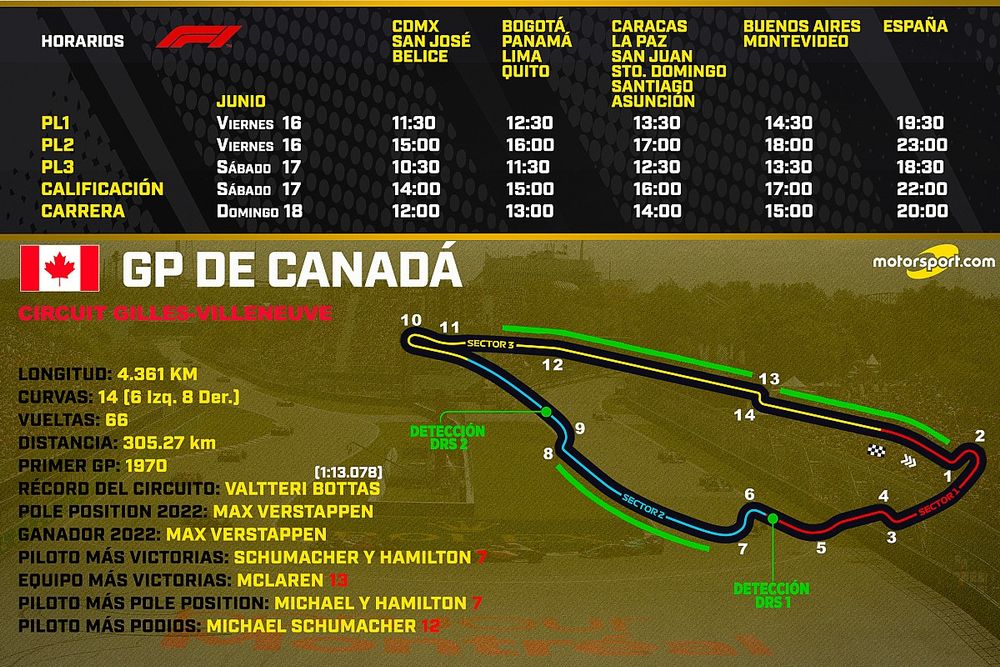 HORARIOS
F1
CDMX
SAN JOSÉ
BELICE
BOGOTÁ
PANAMÁ
LIMA
QUITO
CARACAS
LA PAZ
SAN JUAN
STO. DOMINGO
SANTIAGO
ASUNCIÓN
BUENOS AIRES
MONTEVIDEO
ESPAÑA
JUNIO
PL1 VIERNES 16 11:30 12:30 13:30 14:30 19:30
PL2 VIERNES 16 15:00 16:00 17:00 18:00 23:00
PL3 SÁBADO 17 10:30 11:30 12:30 13:30 18:30
CALIFICACIÓN SÁBADO 17 14:00 15:00 16:00 17:00 22:00
CARRERA DOMINGO 18 12:00 13:00 14:00 15:00 20:00
GP DE CANADÁ
motorsport.com
CIRCUIT GILLES-VILLENEUVE
LONGITUD: 4.361 KM
CURVAS: 14 (6 Izq. 8 Der.)
VUELTAS: 66
DISTANCIA: 305.27 km
PRIMER GP: 1970
(1:13.078)
RÉCORD DEL CIRCUITO: VALTTERI BOTTAS
POLE POSITION 2022: MAX VERSTAPPEN
GANADOR 2022: MAX VERSTAPPEN
PILOTO MÁS VICTORIAS: SCHUMACHER Y HAMILTON 7
EQUIPO MÁS VICTORIAS: MCLAREN 13
PILOTO MÁS POLE POSITION: MICHAEL Y HAMILTON 7
PILOTO MÁS PODIOS: MICHAEL SCHUMACHER 12
10
11
SECTOR 3
12
13
14
2
1
DETECCIÓN
DRS 2
9
8
SECTOR 2
6
7
4
SECTOR 1
3
5
DETECCIÓN
DRS 1